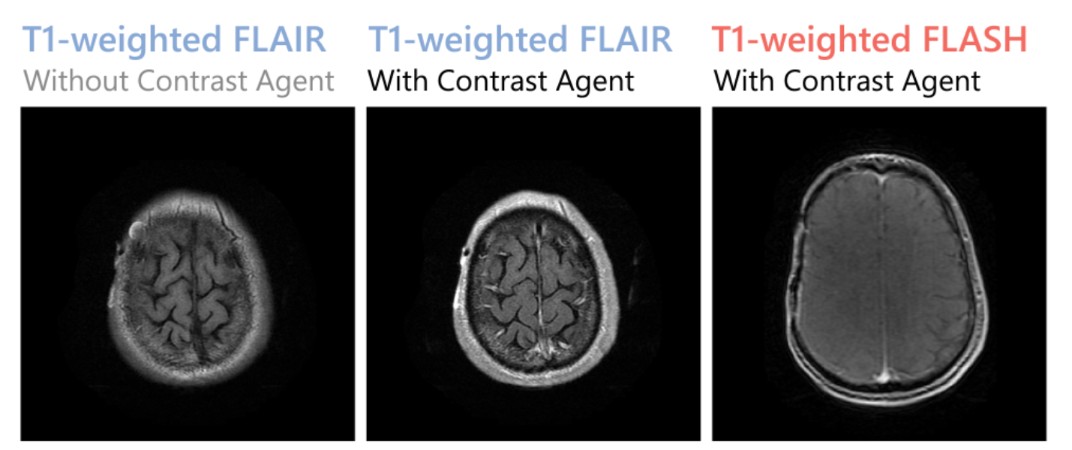 T1-weighted FLAIR
Without Contrast Agent
T1-weighted FLAIR
With Contrast Agent
T1-weighted FLASH
With Contrast Agent